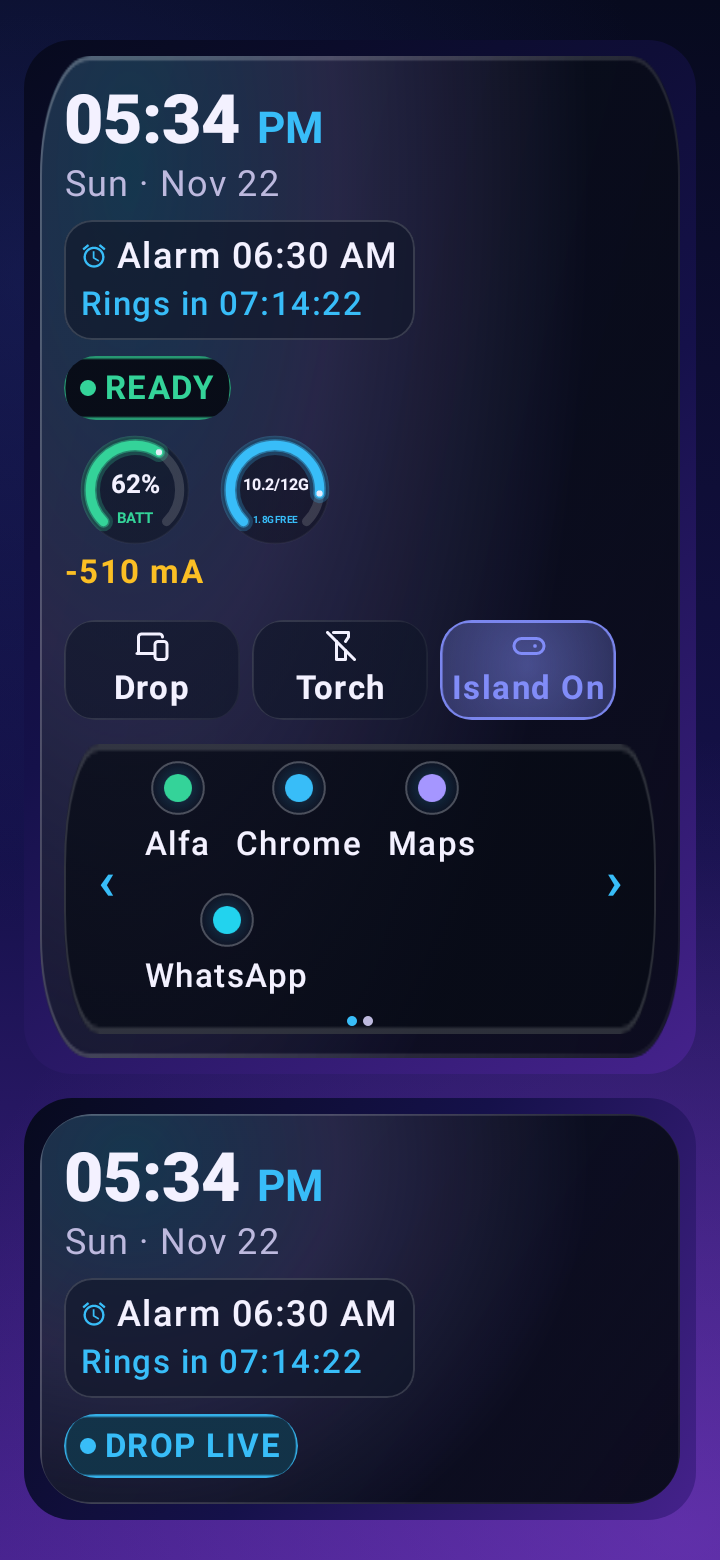 05:34 PM
Sun · Nov 22
Alarm 06:30 AM
Rings in 07:14:22
READY
62% 10.2/12G
BATT 1.8G FREE
-510 mA
Drop Torch Island On
Alfa Chrome Maps
‹ ›
WhatsApp
05:34 PM
Sun · Nov 22
Alarm 06:30 AM
Rings in 07:14:22
DROP LIVE